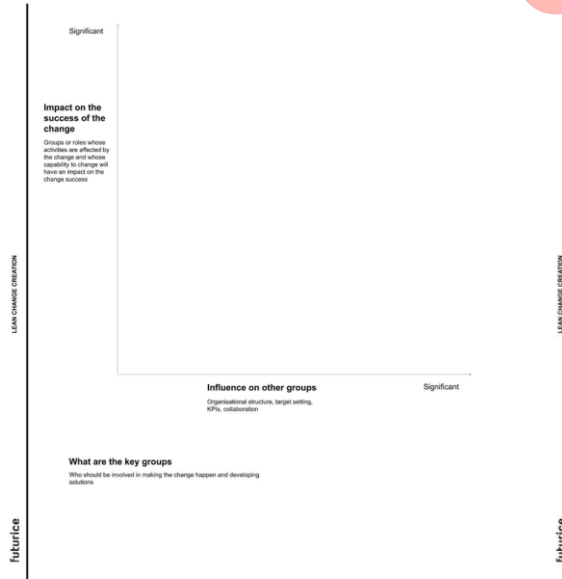 Significant
Impact on the
success of the
change
Groups or roles whose
activities are affected by
the change and whose
capability to change will
have an impact on the
change success
Influence on other groups
Significant
Organisational structure, target setting,
KPIs, collaboration
What are the key groups
Who should be involved in making the change happen and developing
solutions
LEAN CHANGE CREATION
futurice
LEAN CHANGE CREATION
futurice